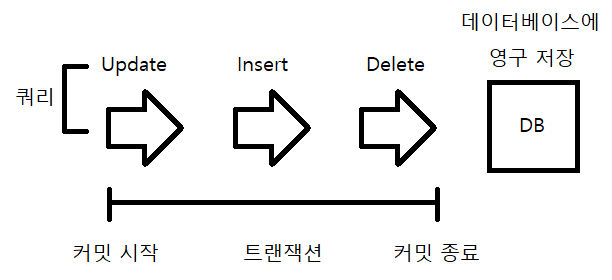 데이터베이스에
영구 저장
Update
Insert
Delete
쿼리
DB
커밋 시작
트랜잭션
커밋 종료